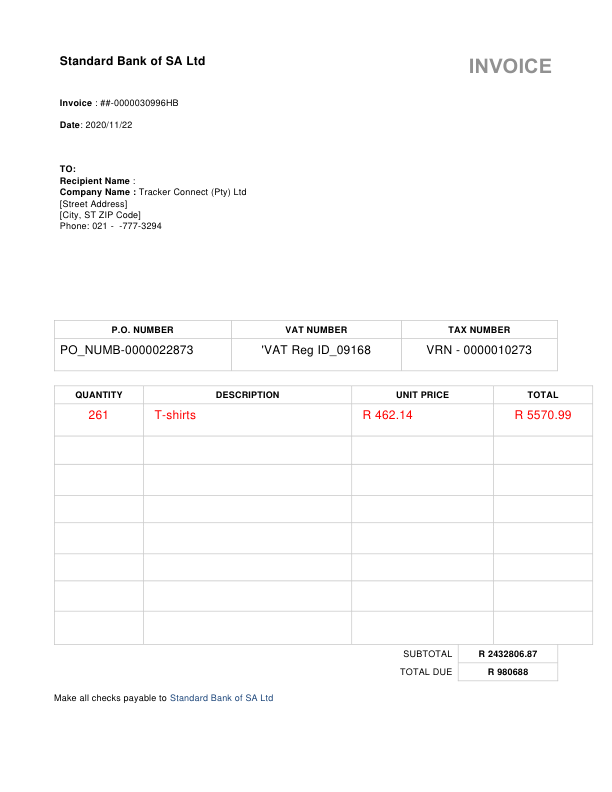 Standard Bank of SA Ltd
INVOICE
Invoice : ##-0000030996HB
Date: 2020/11/22
TO:
Recipient Name :
Company Name : Tracker Connect (Pty) Ltd
[Street Address]
[City, ST ZIP Code]
Phone: 021 - -777-3294
P.O. NUMBER VAT NUMBER TAX NUMBER
PO_NUMB-0000022873 'VAT Reg ID_09168 VRN - 0000010273
QUANTITY DESCRIPTION UNIT PRICE TOTAL
261 T-shirts R 462.14 R 5570.99
SUBTOTAL R 2432806.87
TOTAL DUE R 980688
Make all checks payable to Standard Bank of SA Ltd